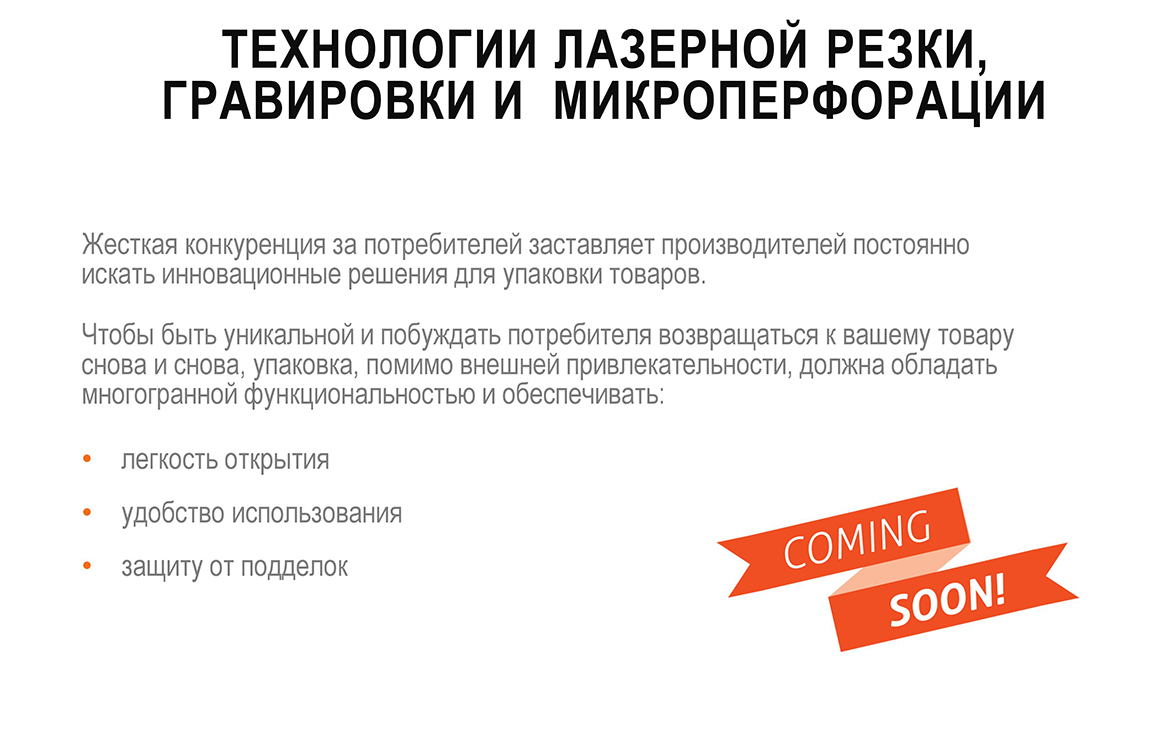 ТЕХНОЛОГИИ ЛАЗЕРНОЙ РЕЗКИ,
ГРАВИРОВКИ И МИКРОПЕРФОРАЦИИ
Жесткая конкуренция за потребителей заставляет производителей постоянно
искать инновационные решения для упаковки товаров.
Чтобы быть уникальной и побуждать потребителя возвращаться к вашему товару
снова и снова, упаковка, помимо внешней привлекательности, должна обладать
многогранной функциональностью и обеспечивать:
• легкость открытия
• удобство использования
• защиту от подделок
COMING
SOON!